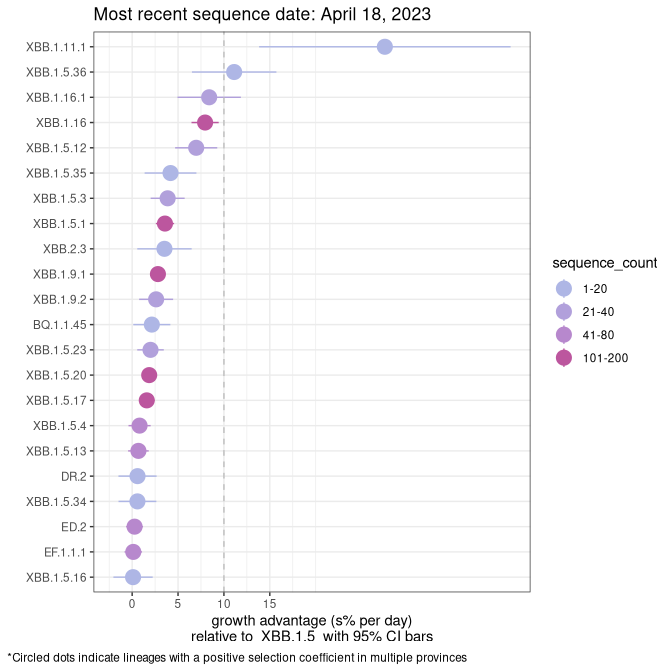 Most recent sequence date: April 18, 2023
XBB.1.11.1
XBB.1.5.36
XBB.1.16.1
XBB.1.16
XBB.1.5.12
XBB.1.5.35
XBB.1.5.3
XBB.1.5.1
XBB.2.3
XBB.1.9.1
XBB.1.9.2
BQ.1.1.45
XBB.1.5.23
XBB.1.5.20
XBB.1.5.17
XBB.1.5.4
XBB.1.5.13
DR.2
XBB.1.5.34
ED.2
EF.1.1.1
XBB.1.5.16
0 5 10 15
growth advantage (s% per day)
relative to XBB.1.5 with 95% CI bars
sequence_count
1-20
21-40
41-80
101-200
*Circled dots indicate lineages with a positive selection coefficient in multiple provinces